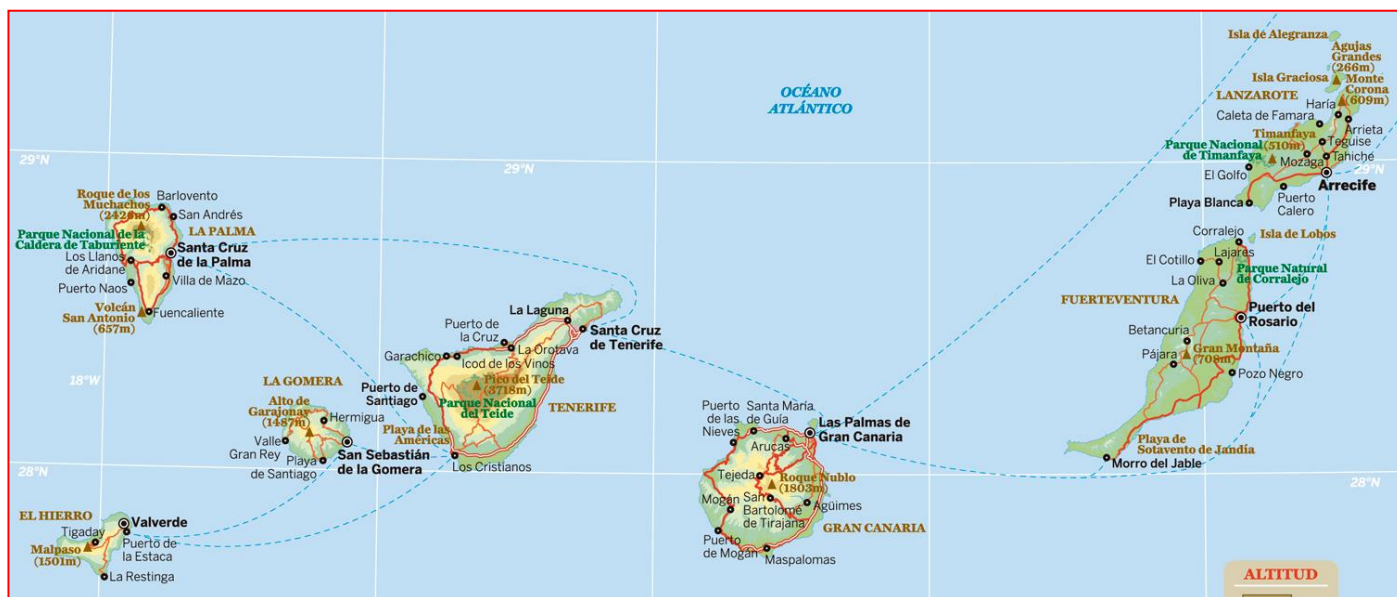 OCÉANO
ATLÁNTICO
29°N
29°N
29°N
18°W
28°N
28°N
Roque de los
Muchachos
(2426m)
Barlovento
San Andrés
LA PALMA
Parque Nacional de la
Caldera de Taburiente
Santa Cruz
de la Palma
Los Llanos
de Aridane
Puerto Naos
Villa de Mazo
Volcán
San Antonio
(657m)
Fuencaliente
LA GOMERA
Alto de
Garajonay
(1487m)
Hermigua
Valle
Gran Rey
Playa
de Santiago
San Sebastián
de la Gomera
EL HIERRO
Valverde
Tigaday
Puerto de
la Estaca
Malpaso
(1501m)
La Restinga
La Laguna
Puerto de
la Cruz
Santa Cruz
de Tenerife
La Orotava
Garachico
Icod de los Vinos
Puerto de
Santiago
Pico del Teide
(3718m)
Parque Nacional
del Teide
TENERIFE
Playa de las
Américas
Los Cristianos
Puerto
de las
Nieves
Santa María
de Guía
Las Palmas de
Gran Canaria
Arucas
Tejeda
Roque Nublo
(1803m)
Mogán
San
Bartolomé
de Tirajana
Agüimes
GRAN CANARIA
Puerto
de Mogán
Maspalomas
Isla de Alegranza
Agujas
Grandes
(266m)
Isla Graciosa
Monte
Corona
(609m)
LANZAROTE
Haría
Caleta de Famara
Arrieta
Timanfaya
(510m)
Teguise
Parque Nacional
de Timanfaya
Mozaga
Tahiche
El Golfo
Arrecife
Playa Blanca
Puerto
Calero
Corralejo
Isla de Lobos
El Cotillo
Lajares
La Oliva
Parque Natural
de Corralejo
FUERTEVENTURA
Puerto del
Rosario
Betancuria
Gran Montaña
(708m)
Pájara
Pozo Negro
Playa de
Sotavento de Jandía
Morro del Jable
ALTITUD